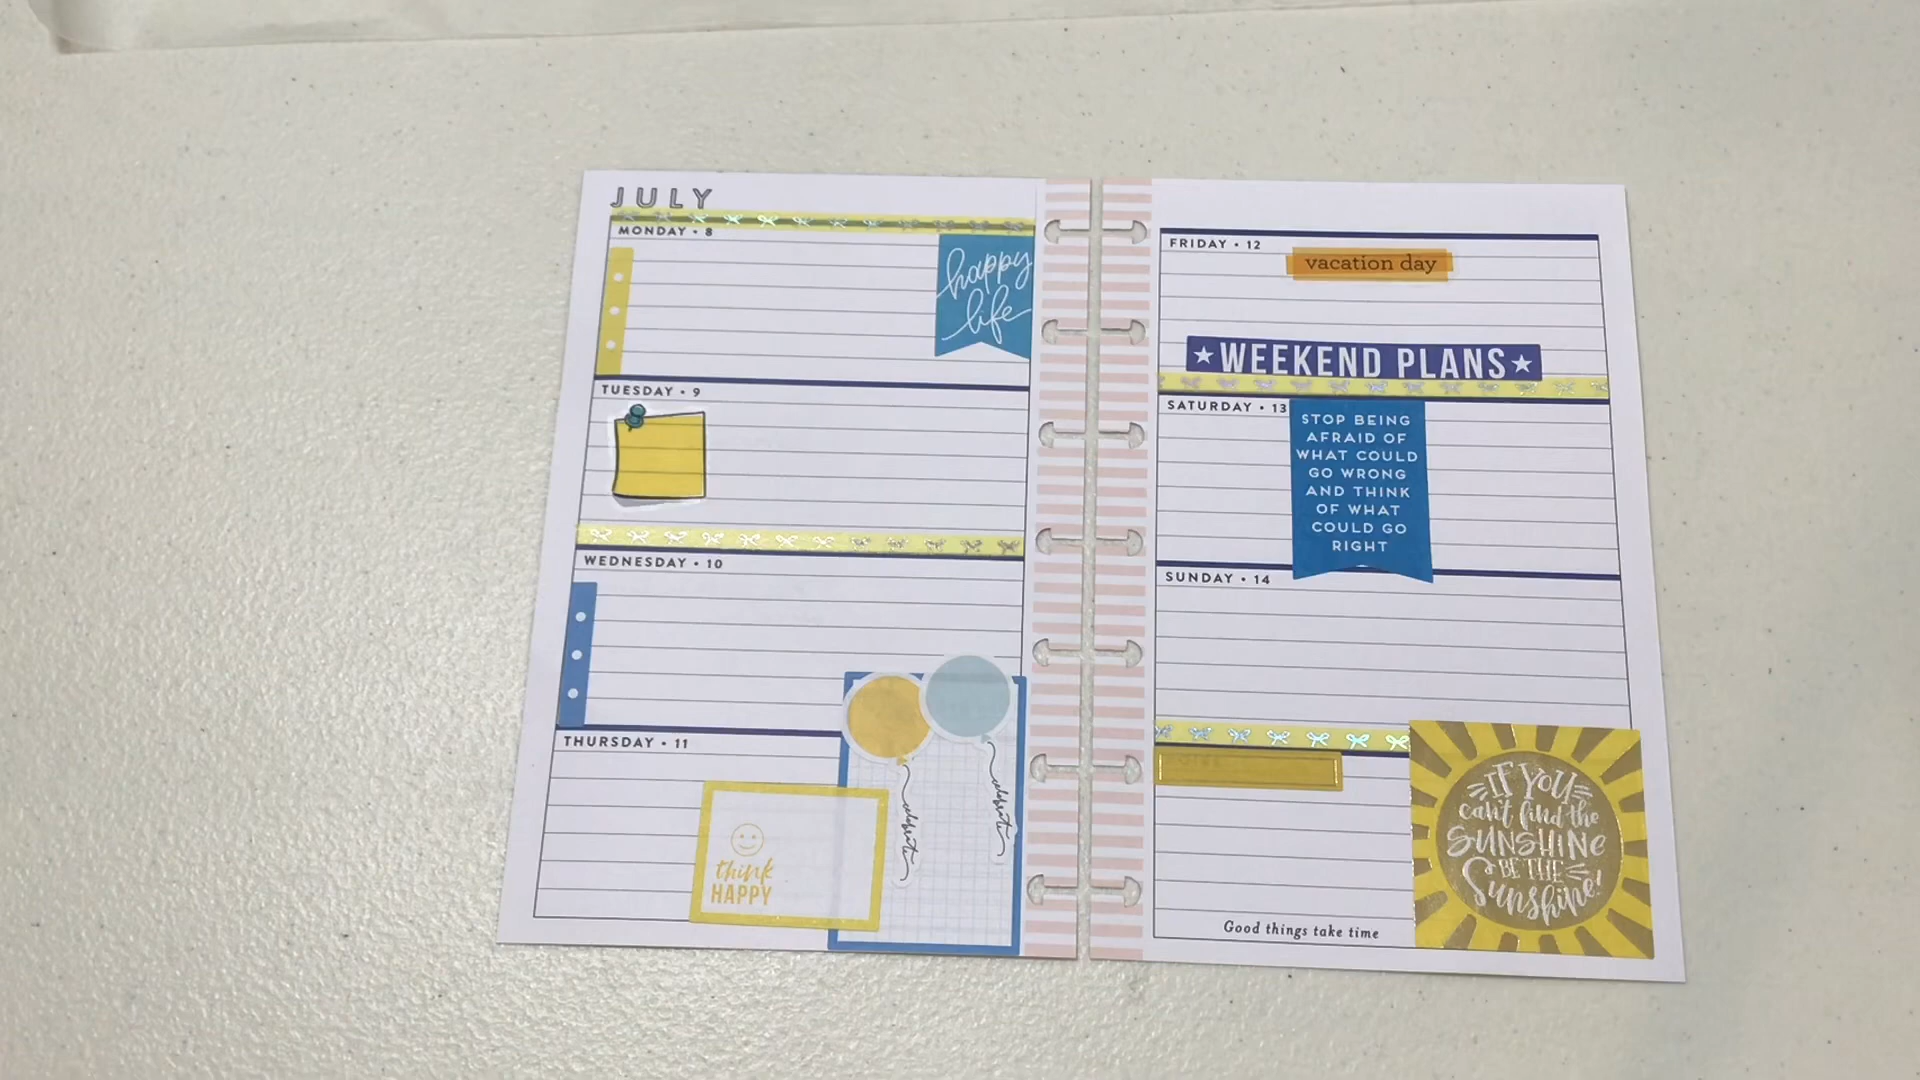 JULY
MONDAY • 8
happy
life
TUESDAY • 9
WEDNESDAY • 10
THURSDAY • 11
celebrate
celebrate
think
HAPPY
FRIDAY • 12
vacation day
WEEKEND PLANS
SATURDAY • 13
STOP BEING
AFRAID OF
WHAT COULD
GO WRONG
AND THINK
OF WHAT
COULD GO
RIGHT
SUNDAY • 14
IF YOU
can't find the
SUNSHINE
BE THE
Sunshine!
Good things take time